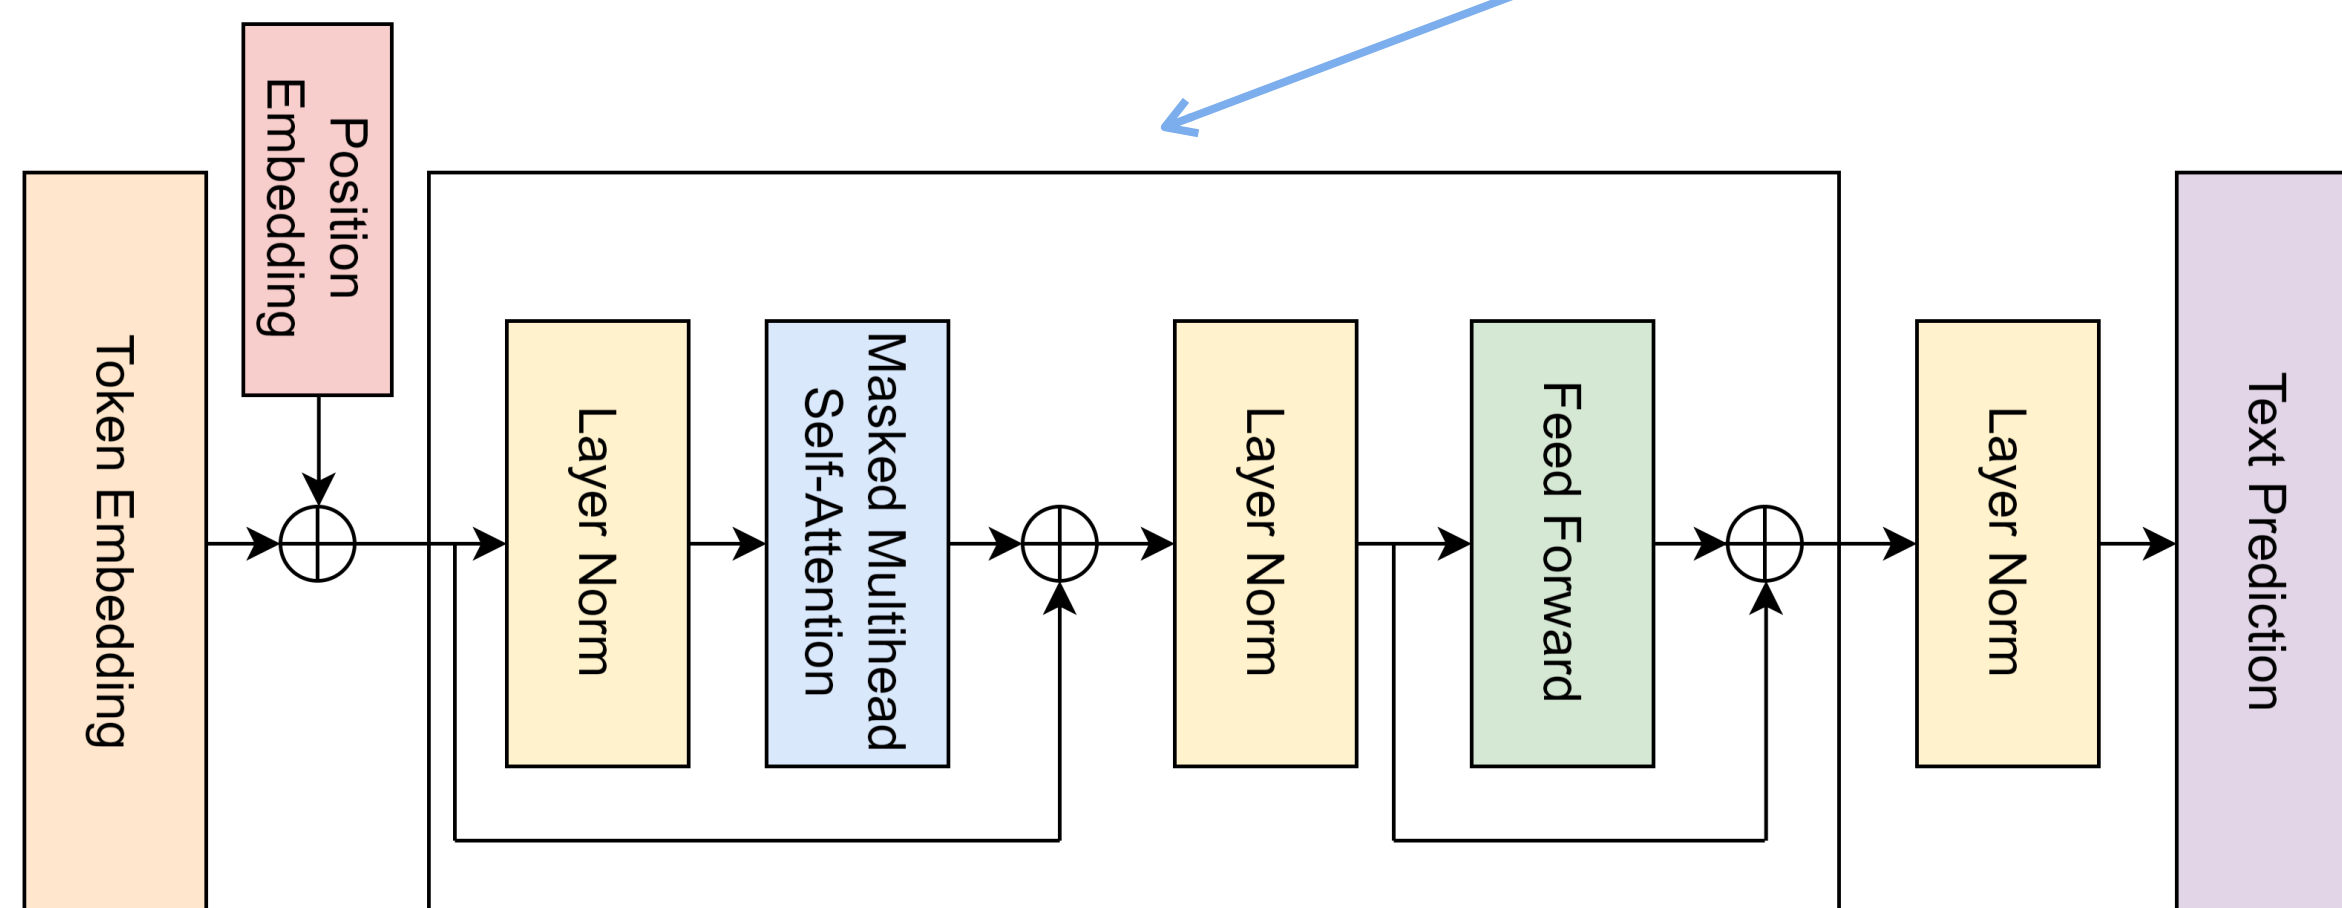 Token Embedding
Position
Embedding
Layer Norm
Masked Multihead
Self-Attention
Layer Norm
Feed Forward
Layer Norm
Text Prediction